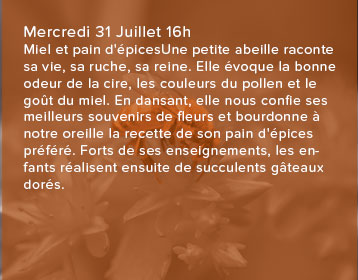 Mercredi 31 Juillet 16h
Miel et pain d'épicesUne petite abeille raconte
sa vie, sa ruche, sa reine. Elle évoque la bonne
odeur de la cire, les couleurs du pollen et le
goût du miel. En dansant, elle nous confie ses
meilleurs souvenirs de fleurs et bourdonne à
notre oreille la recette de son pain d'épices
préféré. Forts de ses enseignements, les en-
fants réalisent ensuite de succulents gâteaux
dorés.